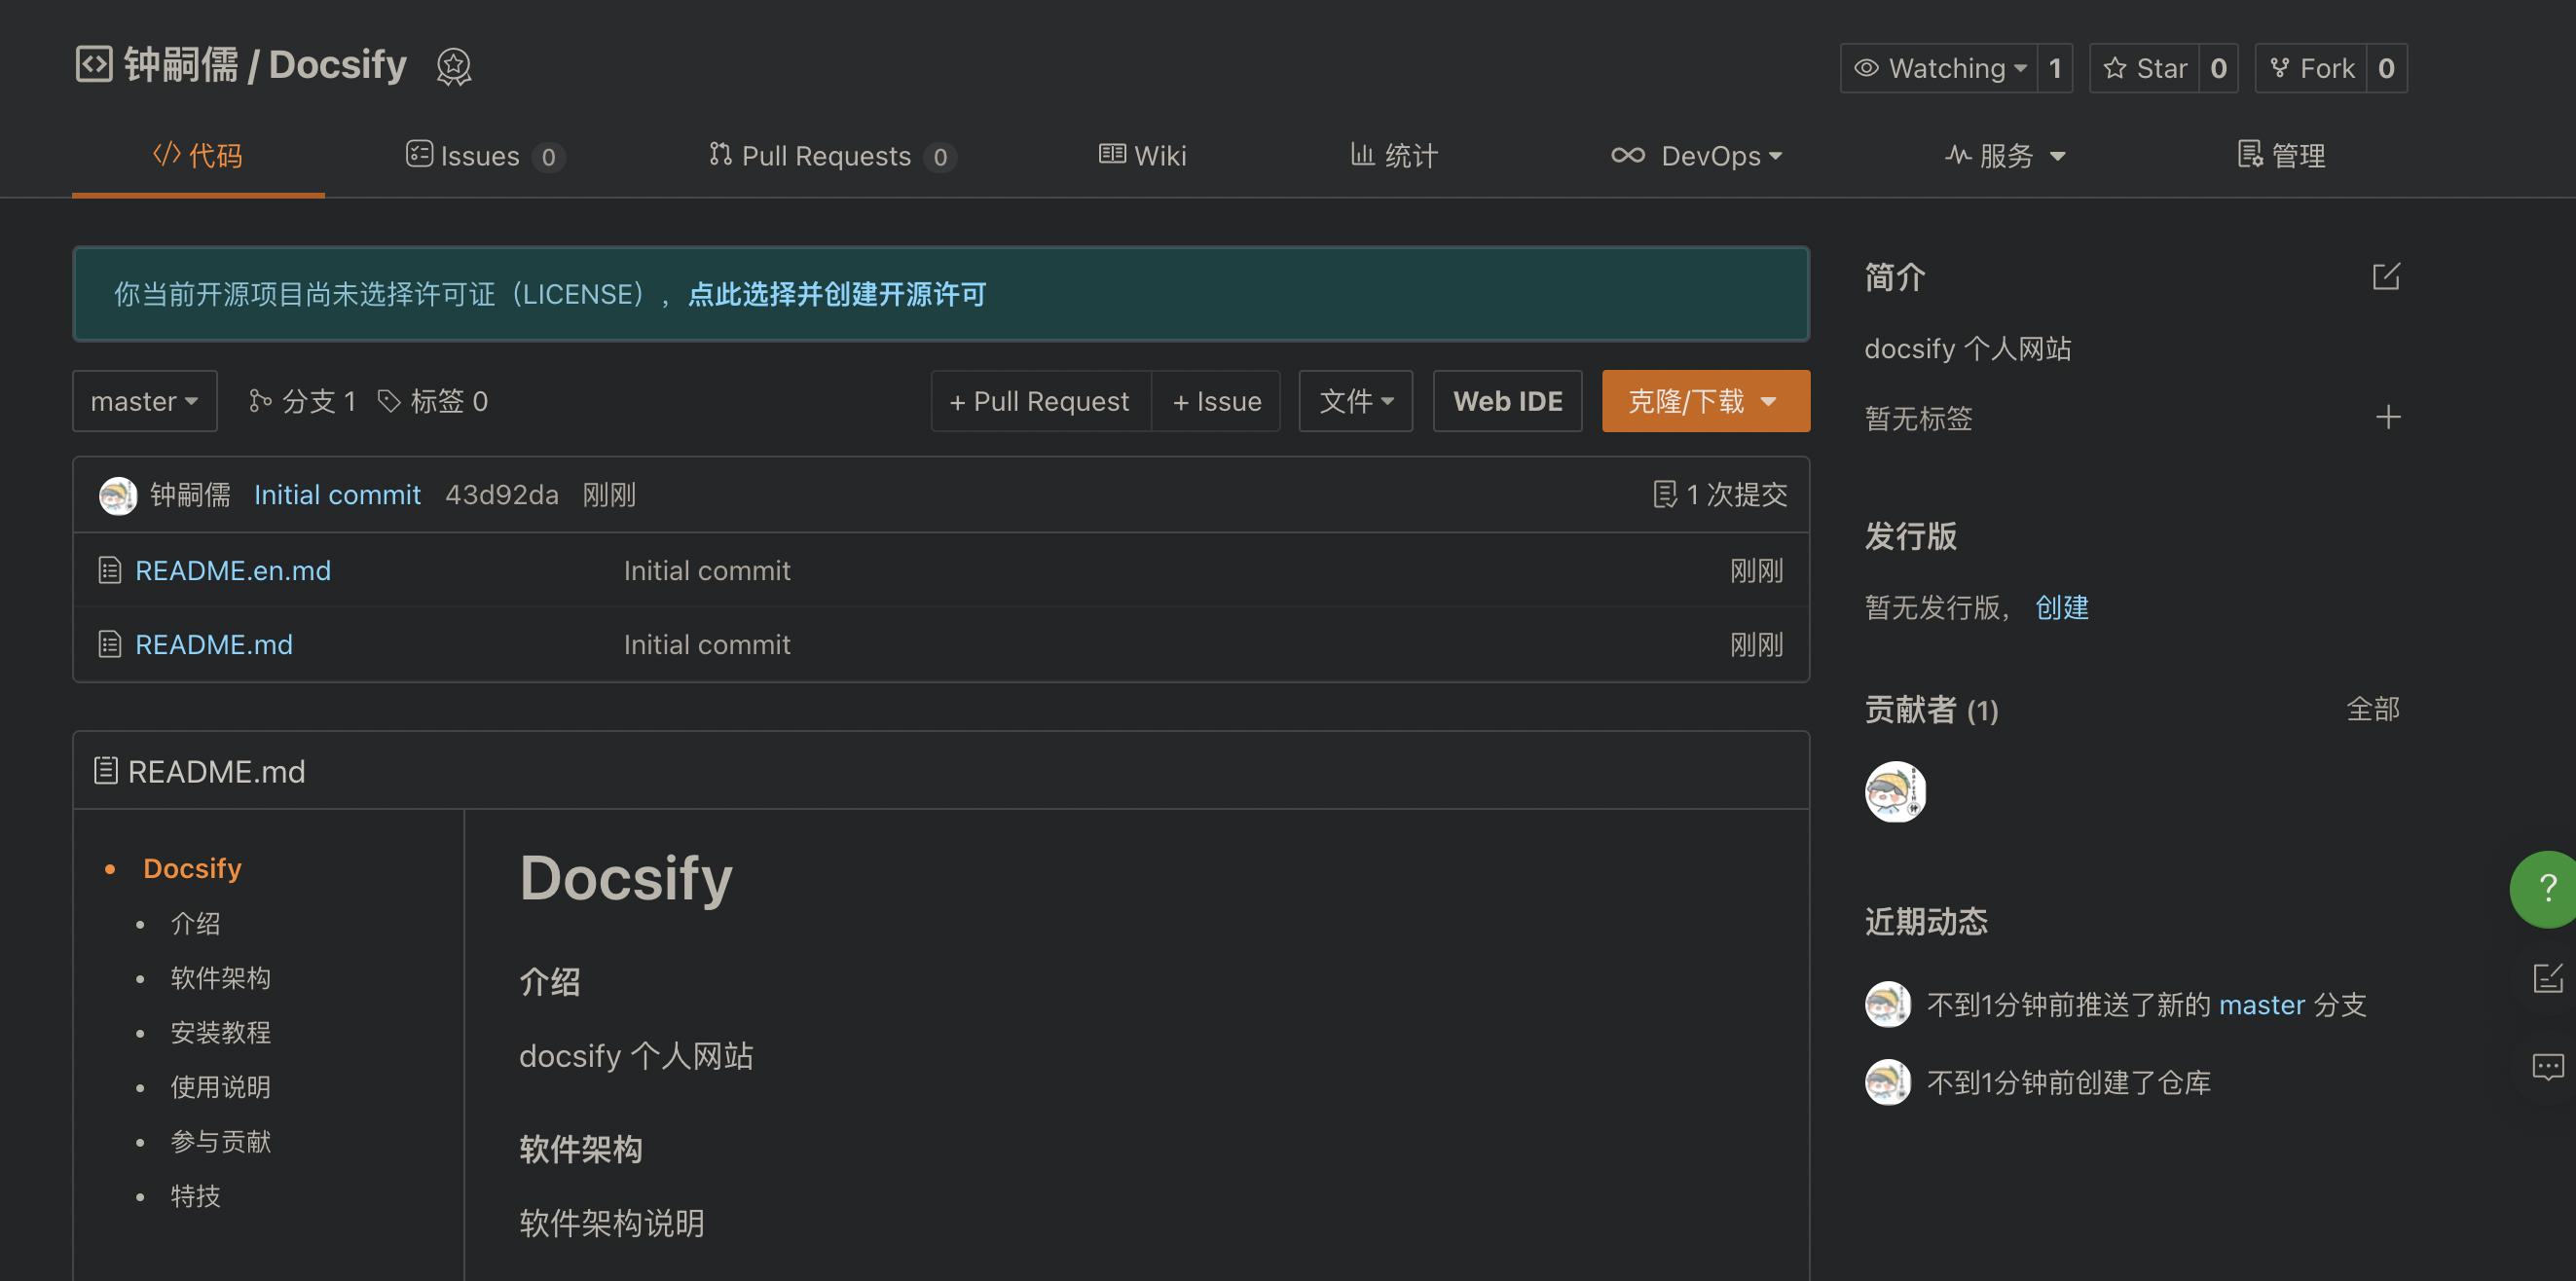 钟嗣儒 / Docsify
Watching 1 Star 0 Fork 0
代码 Issues 0 Pull Requests 0 Wiki 统计 DevOps 服务 管理
你当前开源项目尚未选择许可证（LICENSE），点此选择并创建开源许可
master 分支 1 标签 0 + Pull Request + Issue 文件 Web IDE 克隆/下载
钟嗣儒 Initial commit 43d92da 刚刚 1 次提交
README.en.md Initial commit 刚刚
README.md Initial commit 刚刚
README.md
Docsify
介绍
软件架构
安装教程
使用说明
参与贡献
特技
Docsify
介绍
docsify 个人网站
软件架构
软件架构说明
简介
docsify 个人网站
暂无标签
发行版
暂无发行版， 创建
贡献者 (1) 全部
近期动态
不到1分钟前推送了新的 master 分支
不到1分钟前创建了仓库
?